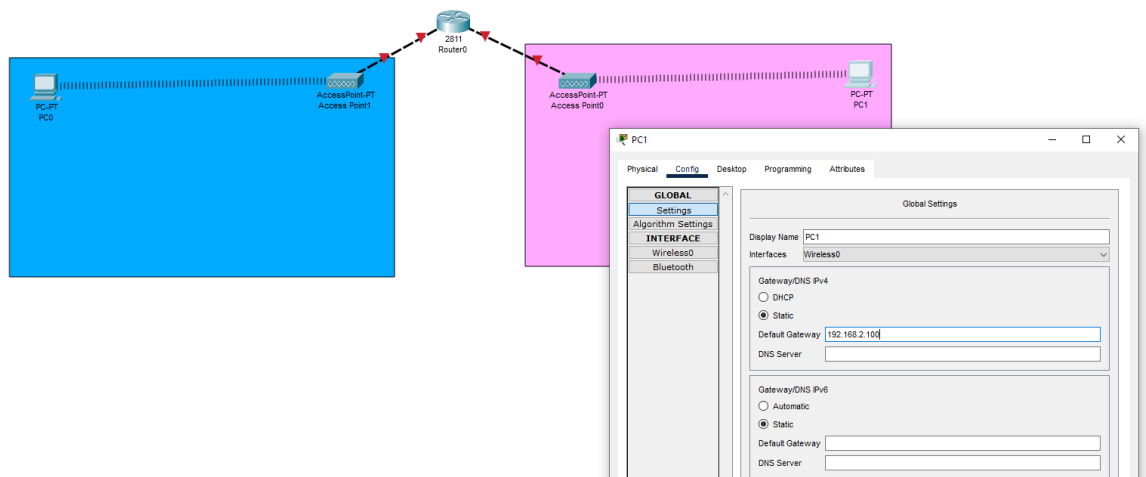 2811
Router0
PC-PT
PC0
AccessPoint-PT
Access Point1
AccessPoint-PT
Access Point0
PC-PT
PC1
PC1
Physical Config Desktop Programming Attributes
GLOBAL
Settings
Algorithm Settings
INTERFACE
Wireless0
Bluetooth
Global Settings
Display Name PC1
Interfaces Wireless0
Gateway/DNS IPv4
DHCP
Static
Default Gateway 192.168.2.100
DNS Server
Gateway/DNS IPv6
Automatic
Static
Default Gateway
DNS Server